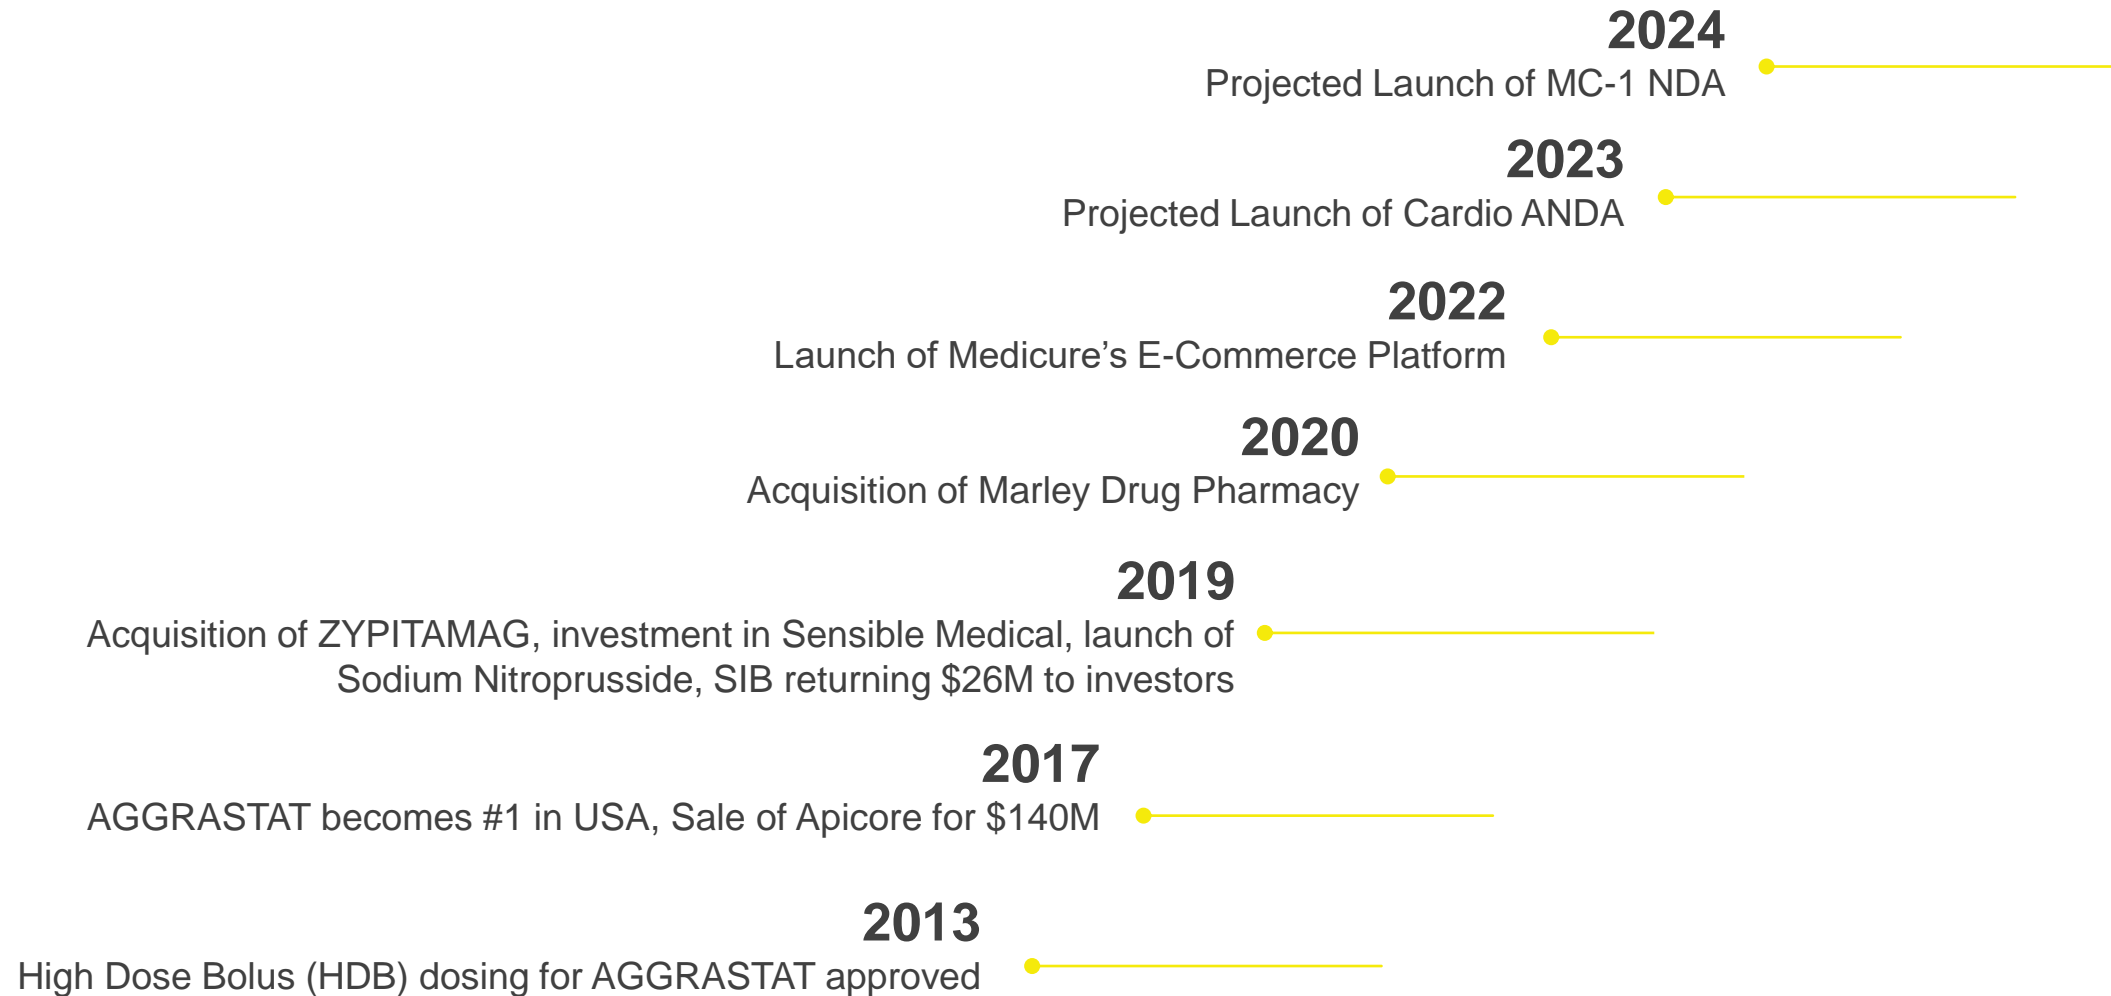 2024
Projected Launch of MC-1 NDA
2023
Projected Launch of Cardio ANDA
2022
Launch of Medicure’s E-Commerce Platform
2020
Acquisition of Marley Drug Pharmacy
2019
Acquisition of ZYPITAMAG, investment in Sensible Medical, launch of
Sodium Nitroprusside, SIB returning $26M to investors
2017
AGGRASTAT becomes #1 in USA, Sale of Apicore for $140M
2013
High Dose Bolus (HDB) dosing for AGGRASTAT approved